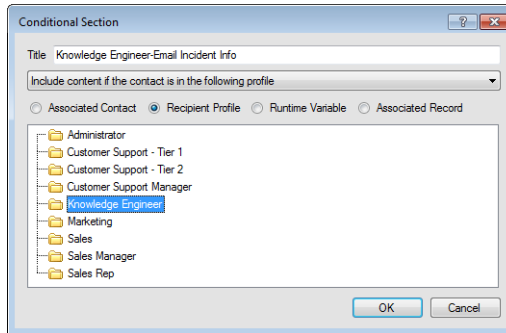 Conditional Section
?
Title Knowledge Engineer-Email Incident Info
Include content if the contact is in the following profile
Associated Contact Recipient Profile Runtime Variable Associated Record
Administrator
Customer Support - Tier 1
Customer Support - Tier 2
Customer Support Manager
Knowledge Engineer
Marketing
Sales
Sales Manager
Sales Rep
OK Cancel